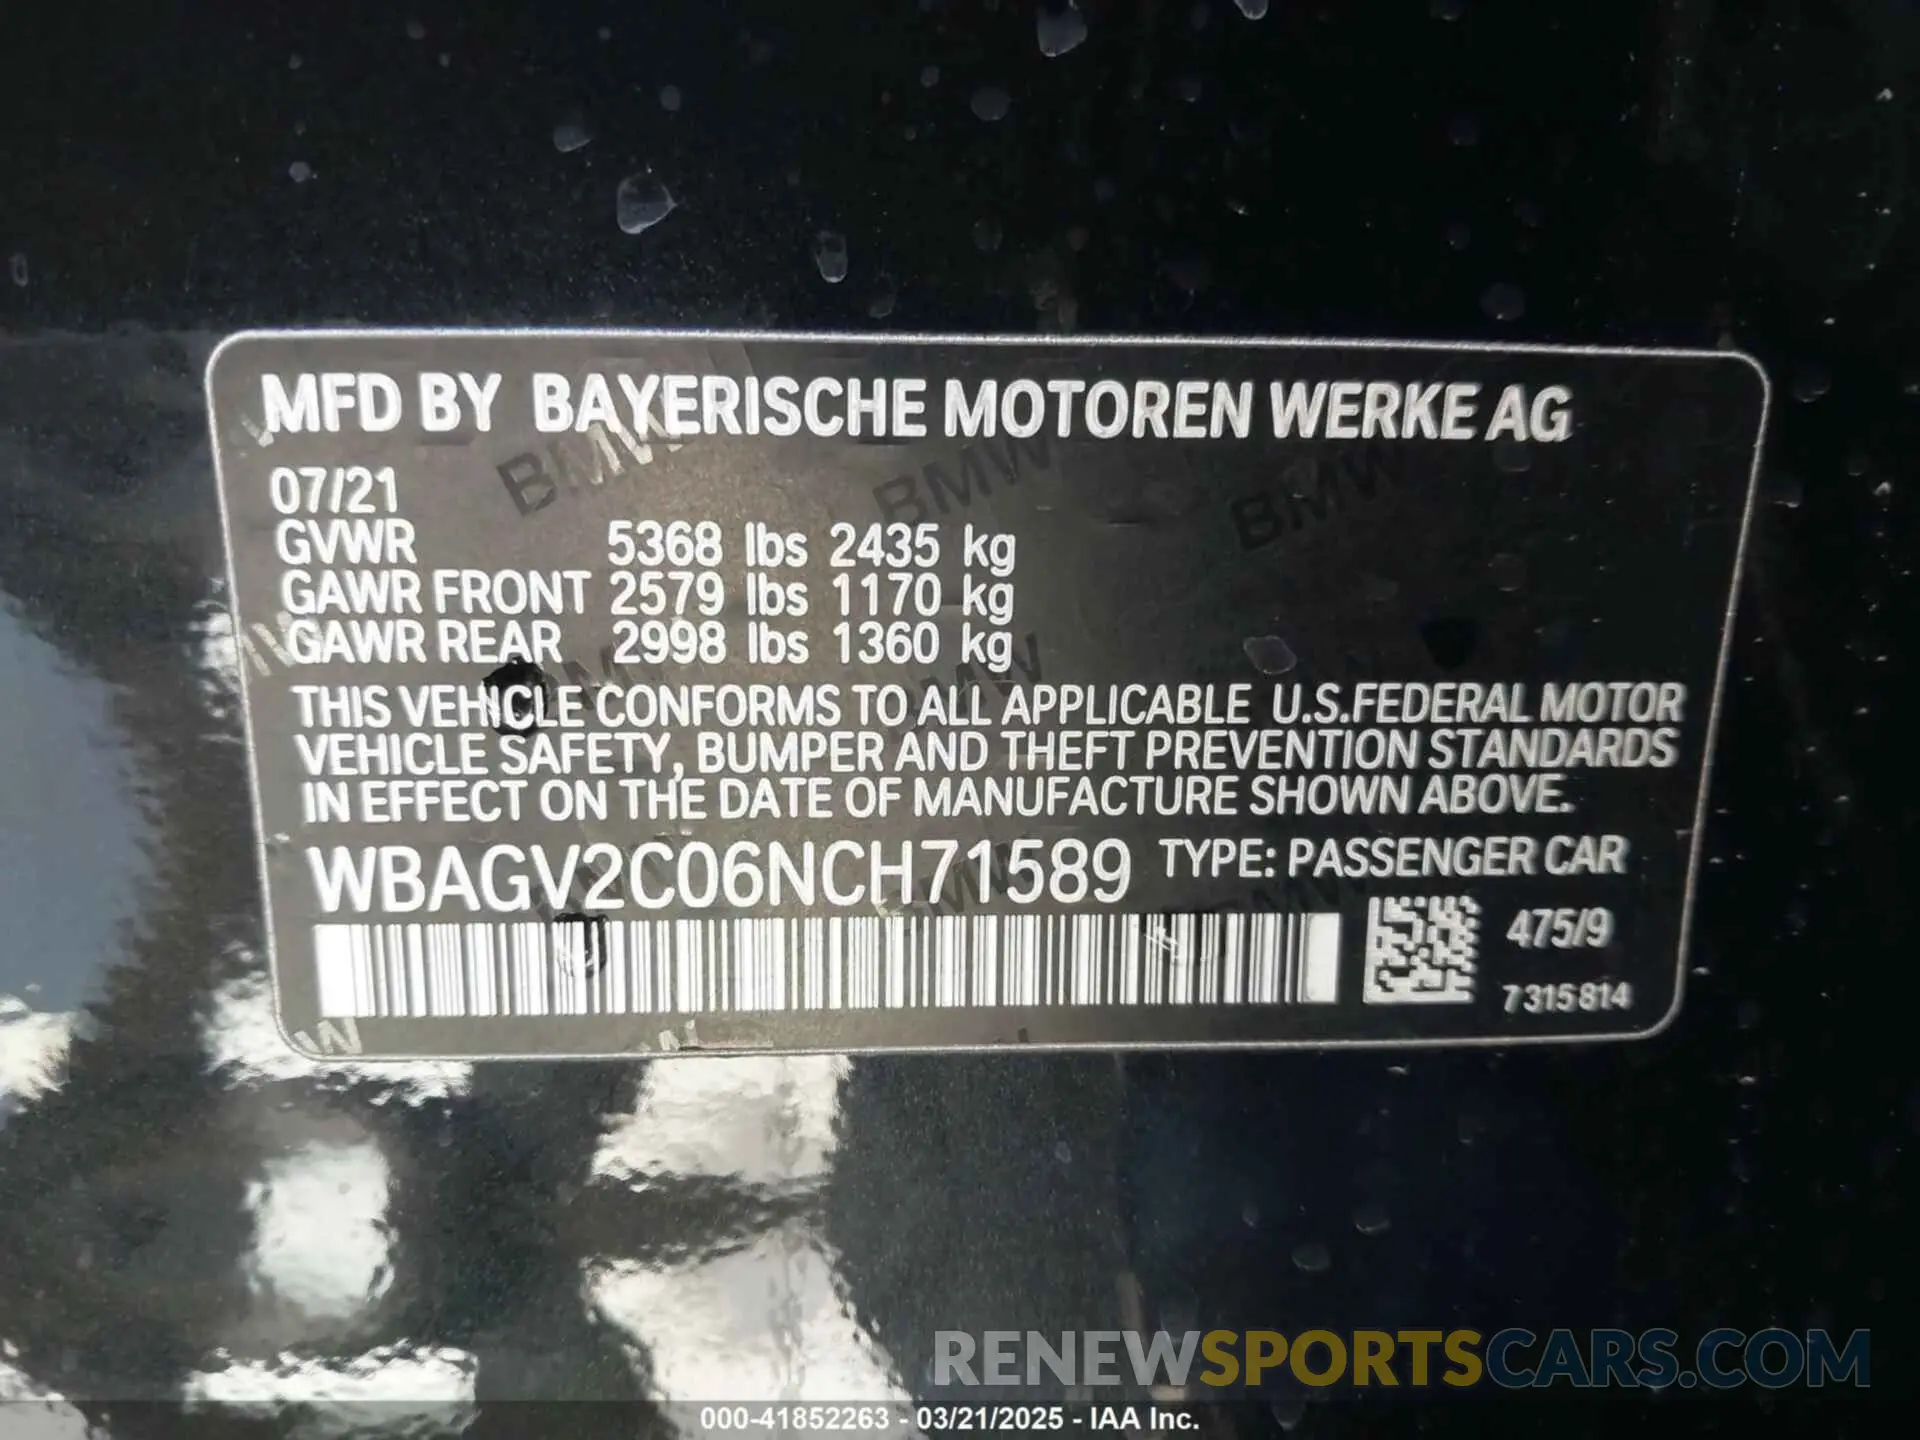 MFD BY BAYERISCHE MOTOREN WERKE AG
07/21
GVWR 5368 lbs 2435 kg
GAWR FRONT 2579 lbs 1170 kg
GAWR REAR 2998 lbs 1360 kg
THIS VEHICLE CONFORMS TO ALL APPLICABLE U.S.FEDERAL MOTOR
VEHICLE SAFETY, BUMPER AND THEFT PREVENTION STANDARDS
IN EFFECT ON THE DATE OF MANUFACTURE SHOWN ABOVE.
WBAGV2C06NCH71589 TYPE: PASSENGER CAR
475/9
7315814
RENEWSPORTSCARS.COM
000-41852263 - 03/21/2025 - IAA Inc.